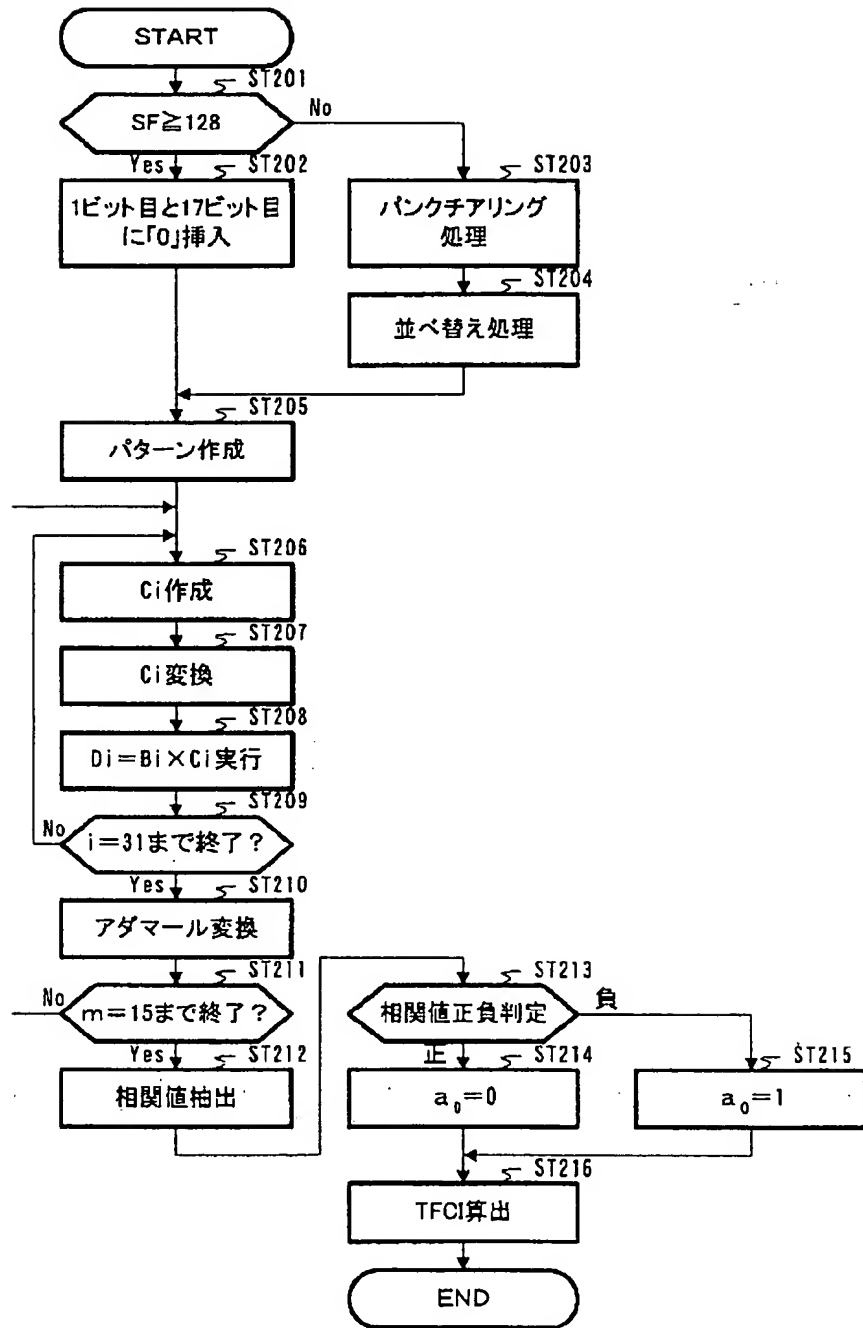 START
ST201
SF≧128
No
Yes
ST202
ST203
1ビット目と17ビット目
に「0」挿入
パンクチアリング
処理
ST204
並べ替え処理
ST205
パターン作成
ST206
Ci作成
ST207
Ci変換
ST208
Di=Bi×Ci実行
ST209
No
i=31まで終了?
Yes
ST210
アダマール変換
ST211
No
m=15まで終了?
Yes
ST212
相関値抽出
ST213
相関値正負判定
負
正
ST214
ST215
a₀=0
a₀=1
ST216
TFCI算出
END